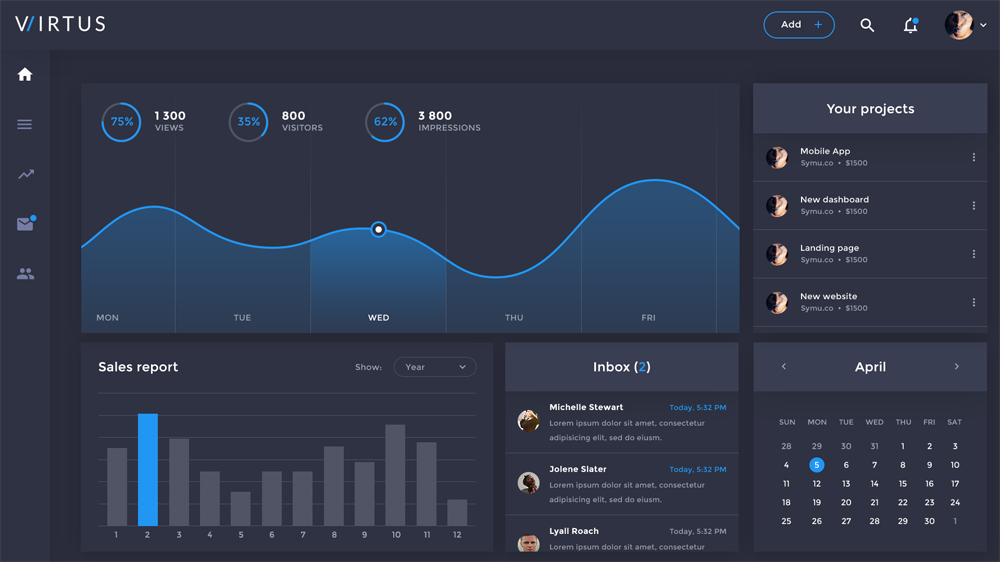 VIRTUS
Add +
75%
1 300
VIEWS
35%
800
VISITORS
62%
3 800
IMPRESSIONS
MON TUE WED THU FRI
Your projects
Mobile App
Symu.co • $1500
New dashboard
Symu.co • $1500
Landing page
Symu.co • $1500
New website
Symu.co • $1500
Sales report
Show: Year
1 2 3 4 5 6 7 8 9 10 11 12
Inbox (2)
Michelle Stewart Today, 5:32 PM
Lorem ipsum dolor sit amet, consectetur
adipisicing elit, sed do eiusm.
Jolene Slater Today, 5:32 PM
Lorem ipsum dolor sit amet, consectetur
adipisicing elit, sed do eiusm.
Lyall Roach Today, 5:32 PM
Lorem ipsum dolor sit amet, consectetur
April
SUN MON TUE WED THU FRI SAT
28 29 30 31 1 2 3
4 5 6 7 8 9 10
11 12 13 14 15 16 17
18 19 20 21 22 23 24
25 26 27 28 29 30 1